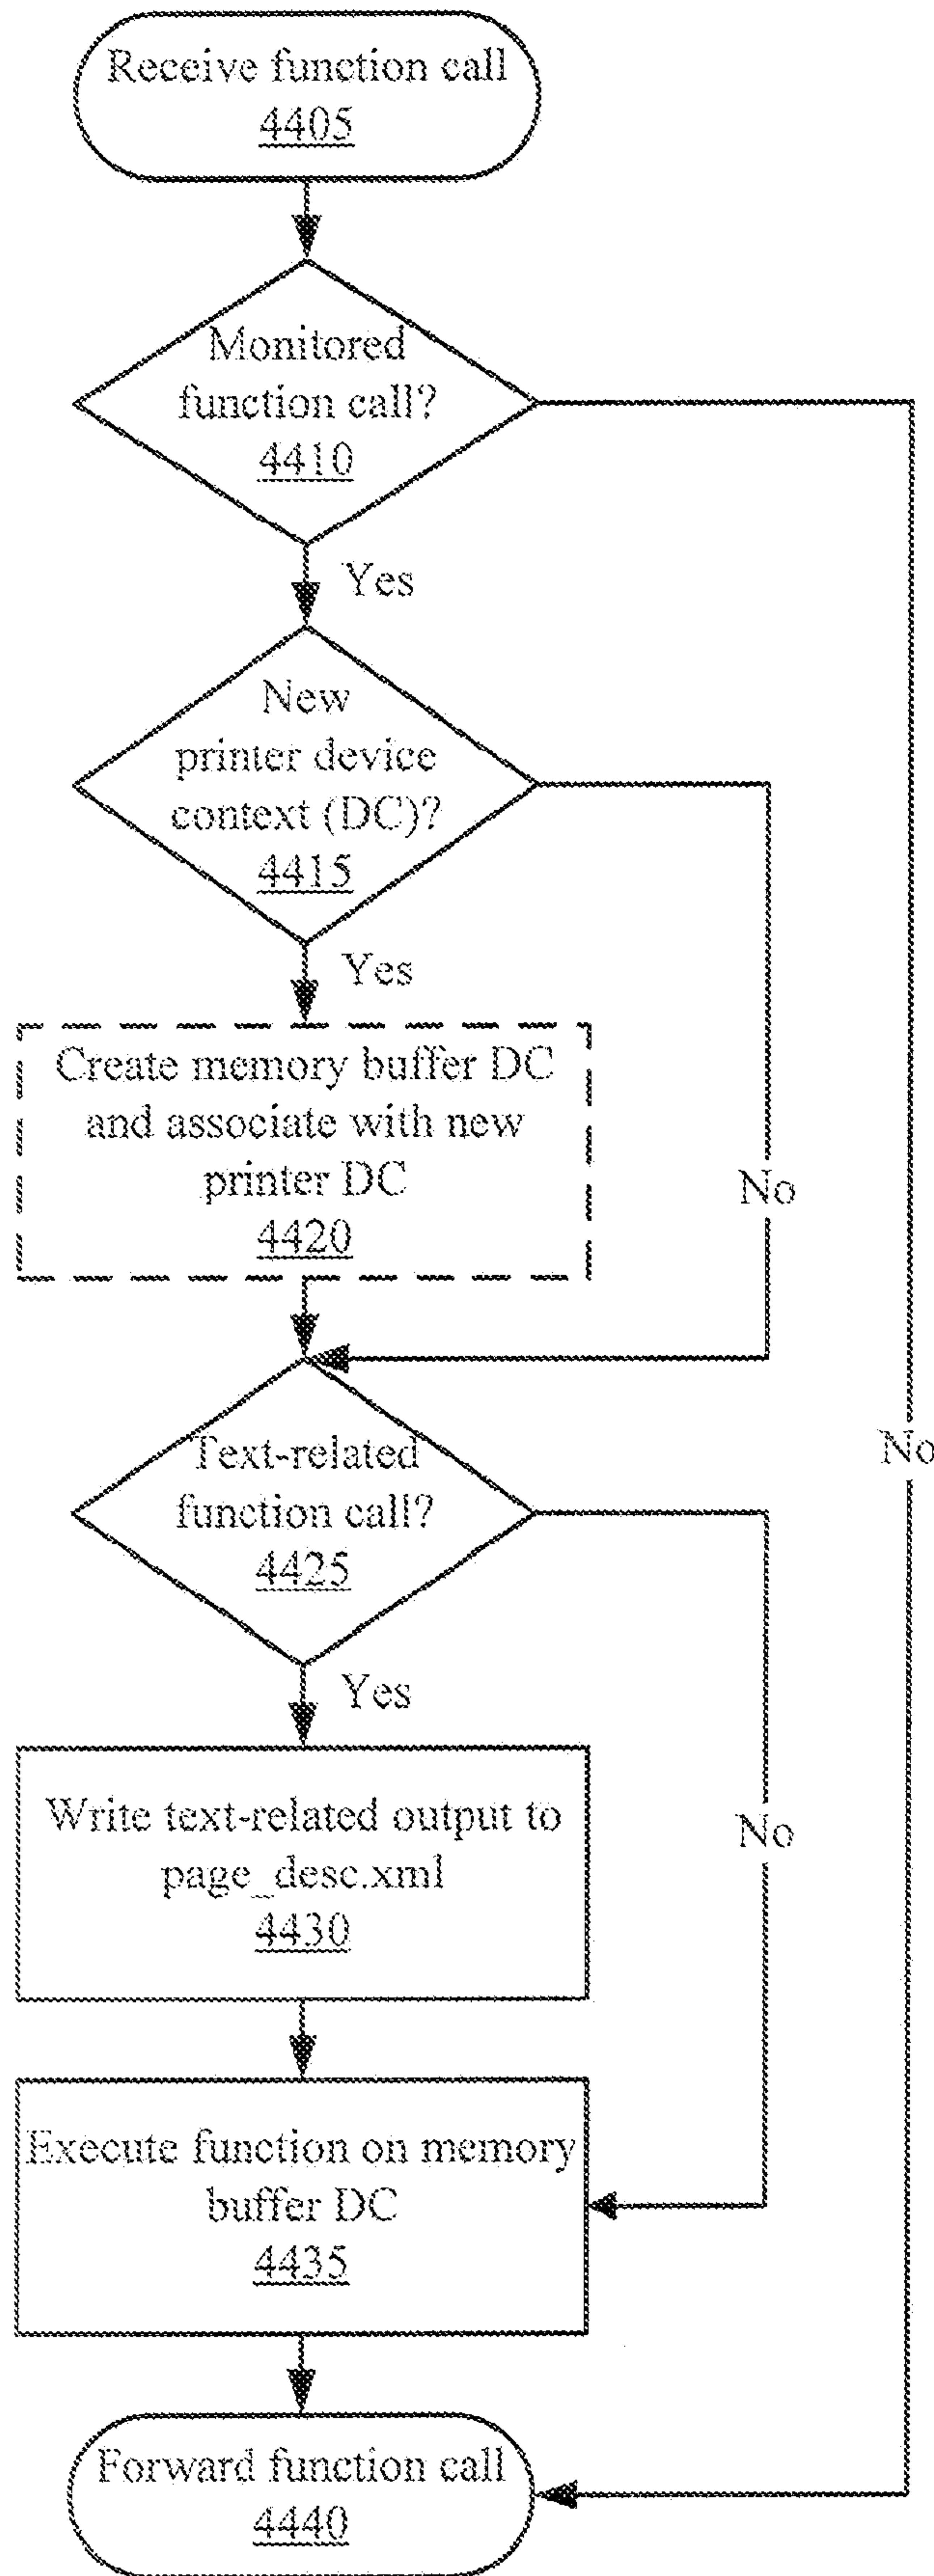 Receive function call
4405
Monitored
function call?
4410
Yes
New
printer device
context (DC)?
4415
Yes
Create memory buffer DC
and associate with new
printer DC
4420
No
Text-related
function call?
4425
No
Yes
Write text-related output to
page_desc.xml
4430
No
Execute function on memory
buffer DC
4435
Forward function call
4440